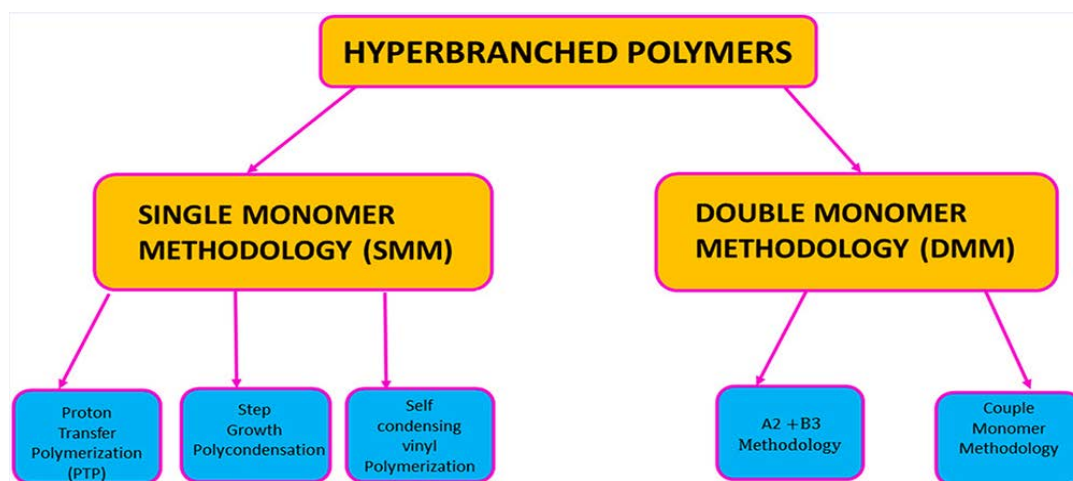 HYPERBRANCHED POLYMERS
SINGLE MONOMER
METHODOLOGY (SMM)
DOUBLE MONOMER
METHODOLOGY (DMM)
Proton
Transfer
Polymerization
(PTP)
Step
Growth
Polycondensation
Self
condensing
vinyl
Polymerization
A2 +B3
Methodology
Couple
Monomer
Methodology